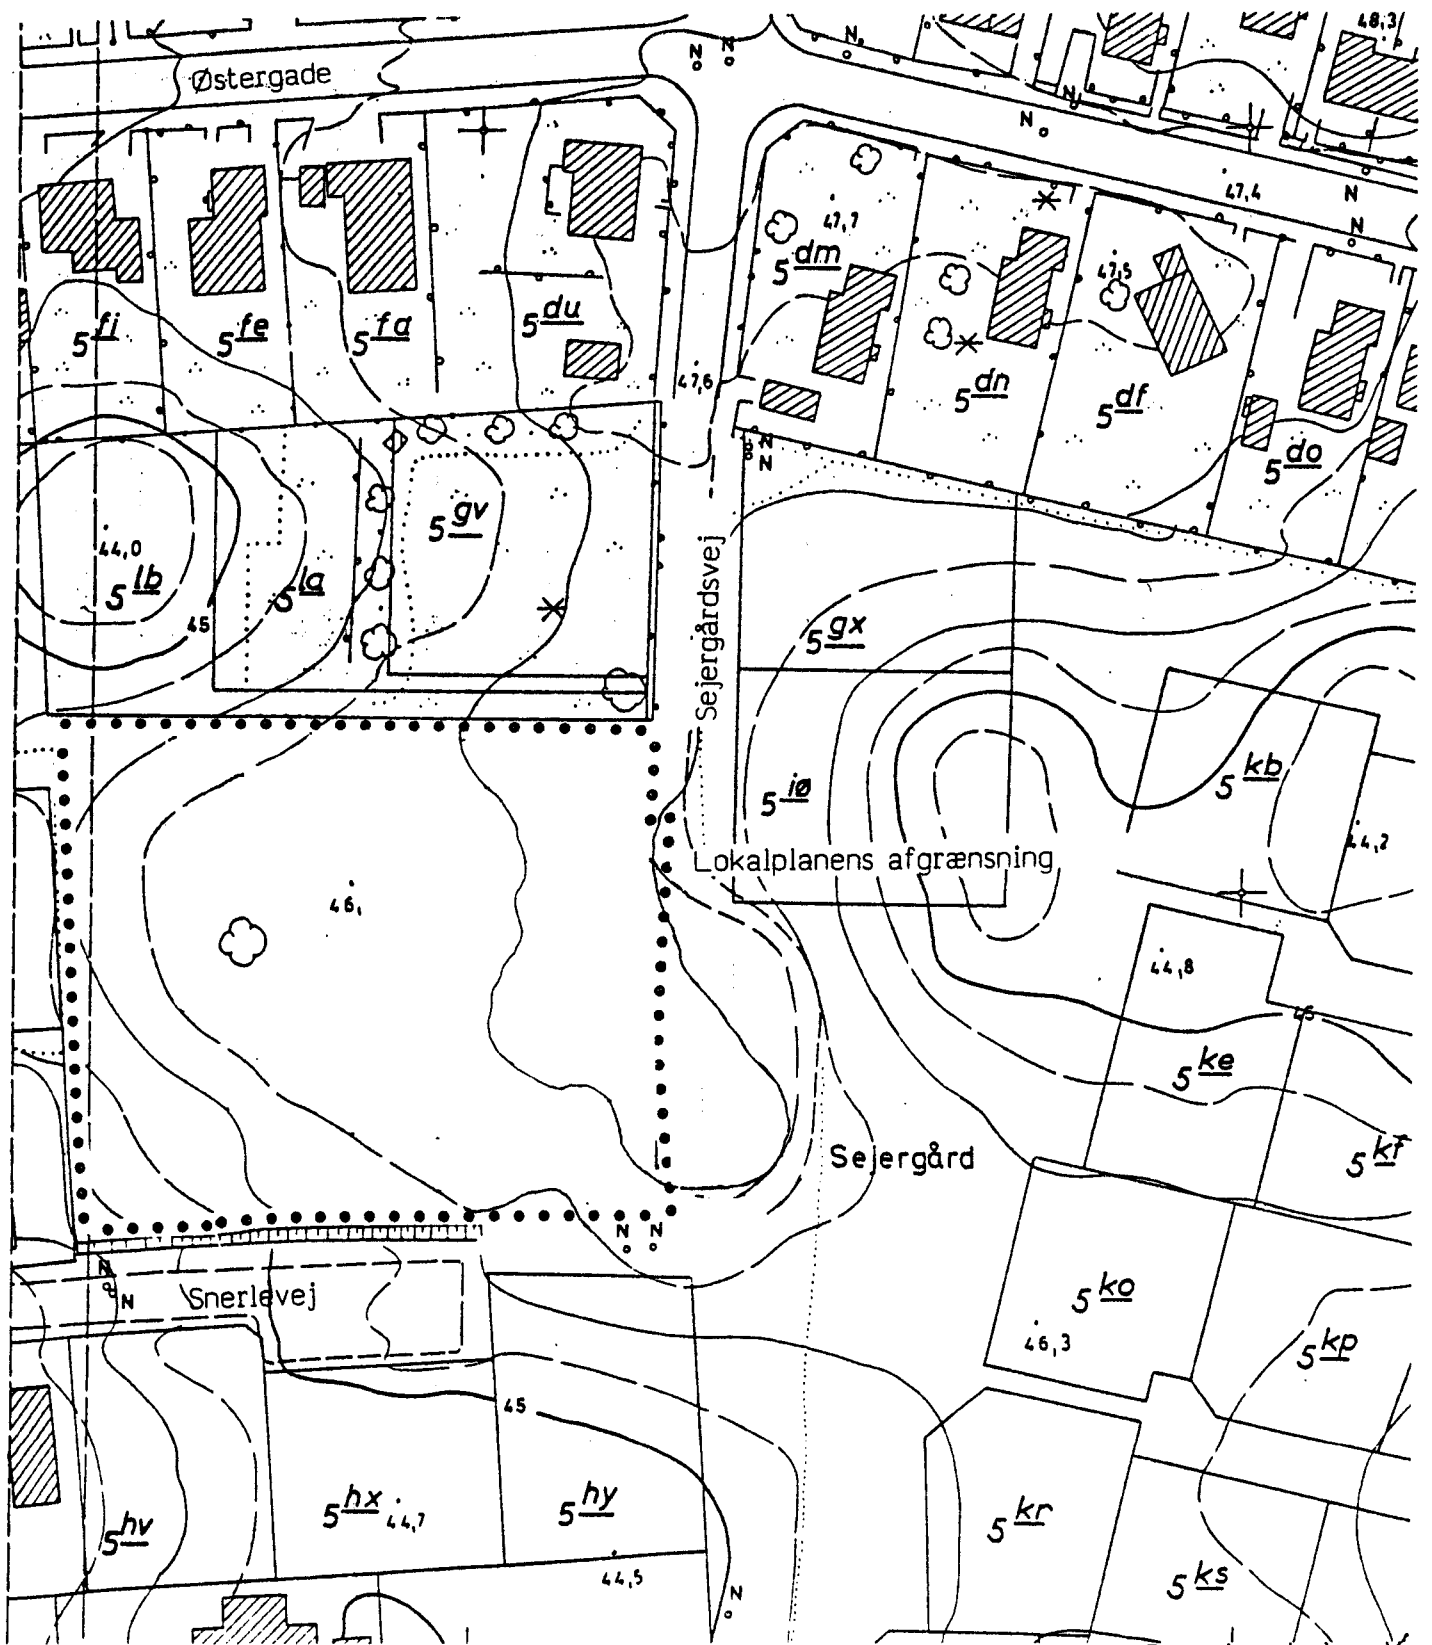 48,3
Østergade
N
N
N
N
N
47,4
N
N
47,7
5 dm
47,5
5 fi
5 fe
5 fa
5 du
47,6
5 dn
5 df
5 do
N
N
5 gv
44,0
5 lb
45
5 la
Sejergårdsvej
5 gx
5 kb
5 iø
44,2
Lokalplanens afgrænsning
46,
44,8
45
5 ke
5 kf
Sejergård
N
N
N
N
Snerlevej
5 ko
46,3
5 kp
45
5 hx
44,7
5 hy
5 hv
5 kr
44,5
5 ks
N